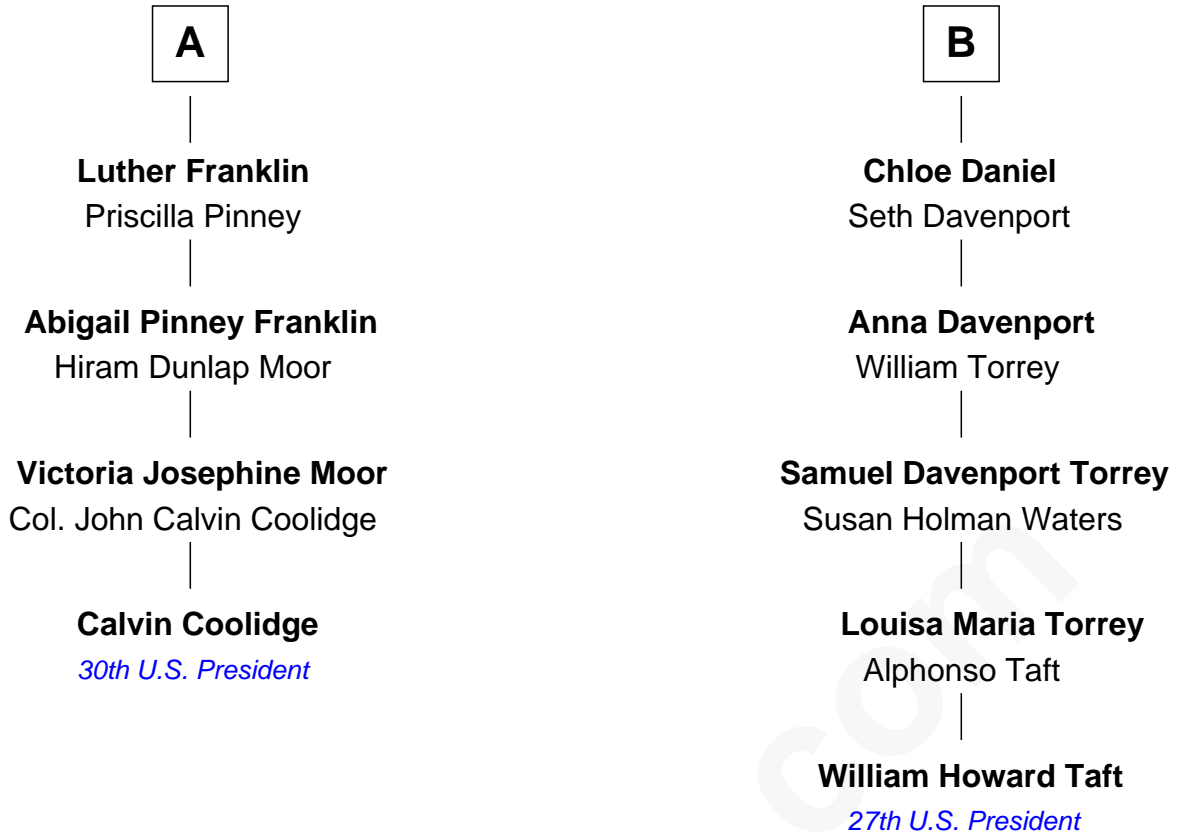 A
Luther Franklin
Priscilla Pinney
Abigail Pinney Franklin
Hiram Dunlap Moor
Victoria Josephine Moor
Col. John Calvin Coolidge
Calvin Coolidge
30th U.S. President
B
Chloe Daniel
Seth Davenport
Anna Davenport
William Torrey
Samuel Davenport Torrey
Susan Holman Waters
Louisa Maria Torrey
Alphonso Taft
William Howard Taft
27th U.S. President
com